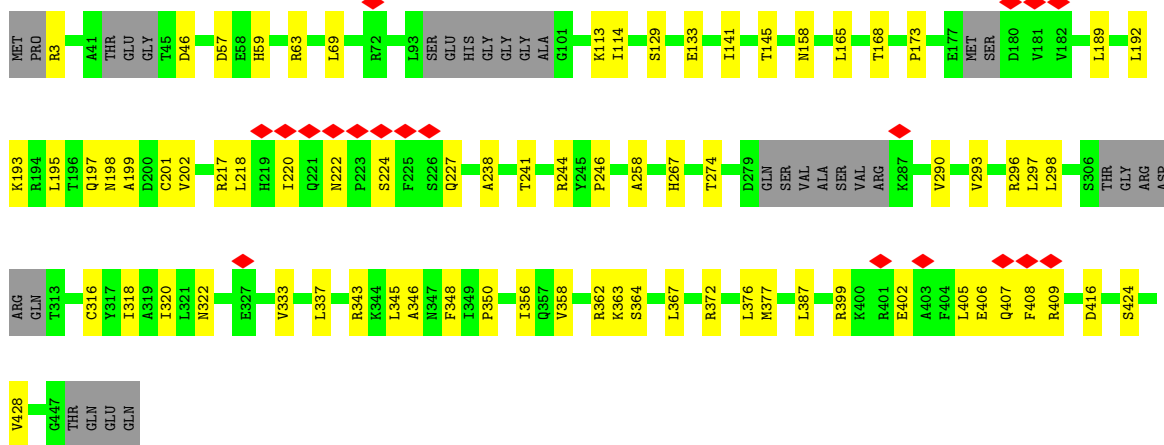 MET PRO R3 A41 THR GLU GLY T45 D46 D57 E58 H59 R63 L69 R72 L93 SER GLU HIS GLY GLY GLY ALA G101 K113 I114 S129 E133 I141 T145 N158 L165 T168 P173 E177 MET SER D180 V181 V182 L189 L192
K193 R194 L195 T196 Q197 N198 A199 D200 C201 V202 R217 L218 H219 I220 Q221 N222 P223 S224 F225 S226 Q227 A238 T241 R244 Y245 P246 A258 H267 T274 D279 GLN SER VAL ALA SER VAL ARG K287 V290 V293 R296 L297 L298 S306 THR GLY ARG ASP
ARG GLN T313 C316 Y317 I318 A319 I320 L321 N322 E327 V333 L337 R343 K344 L345 A346 N347 F348 I349 P350 I356 Q357 V358 R362 K363 S364 L367 R372 L376 M377 L387 R399 K400 R401 E402 A403 F404 L405 E406 Q407 F408 R409 D416 S424
V428 G447 THR GLN GLU GLN